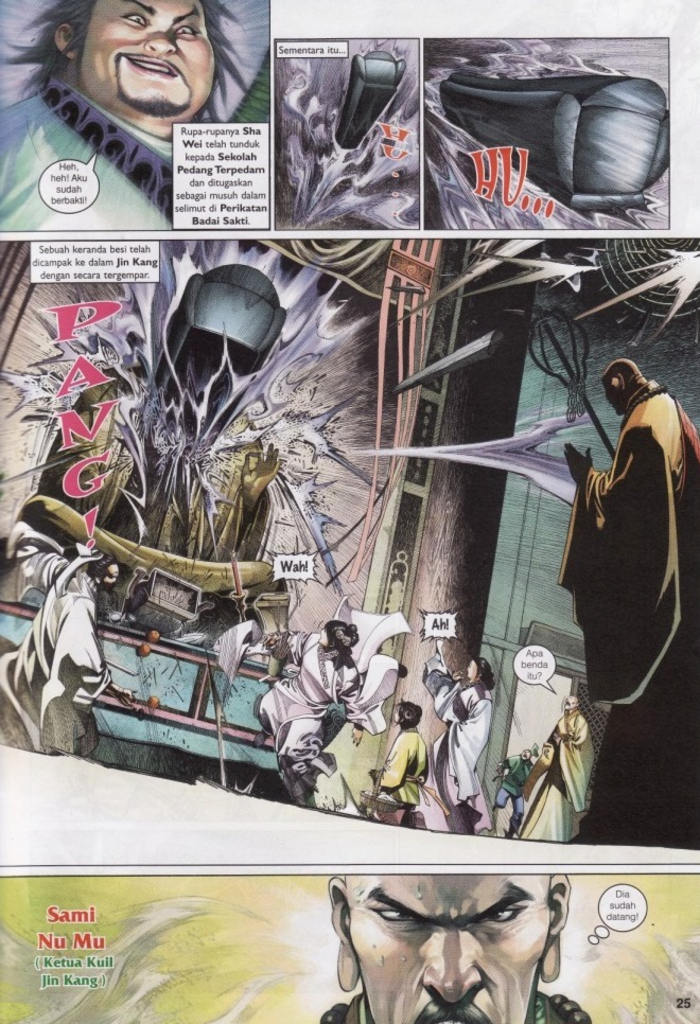 Heh,
heh! Aku
sudah
berbakti!
Rupa-rupanya Sha
Wei telah tunduk
kepada Sekolah
Pedang Terpedam
dan ditugaskan
sebagai musuh dalam
selimut di Perikatan
Badai Sakti.
Sementara itu...
HU...
HU...
Sebuah keranda besi telah
dicampak ke dalam Jin Kang
dengan secara tergempar.
PANG!
Wah!
Ah!
Apa
benda
itu?
Sami
Nu Mu
( Ketua Kuil
Jin Kang )
Dia
sudah
datang!
25